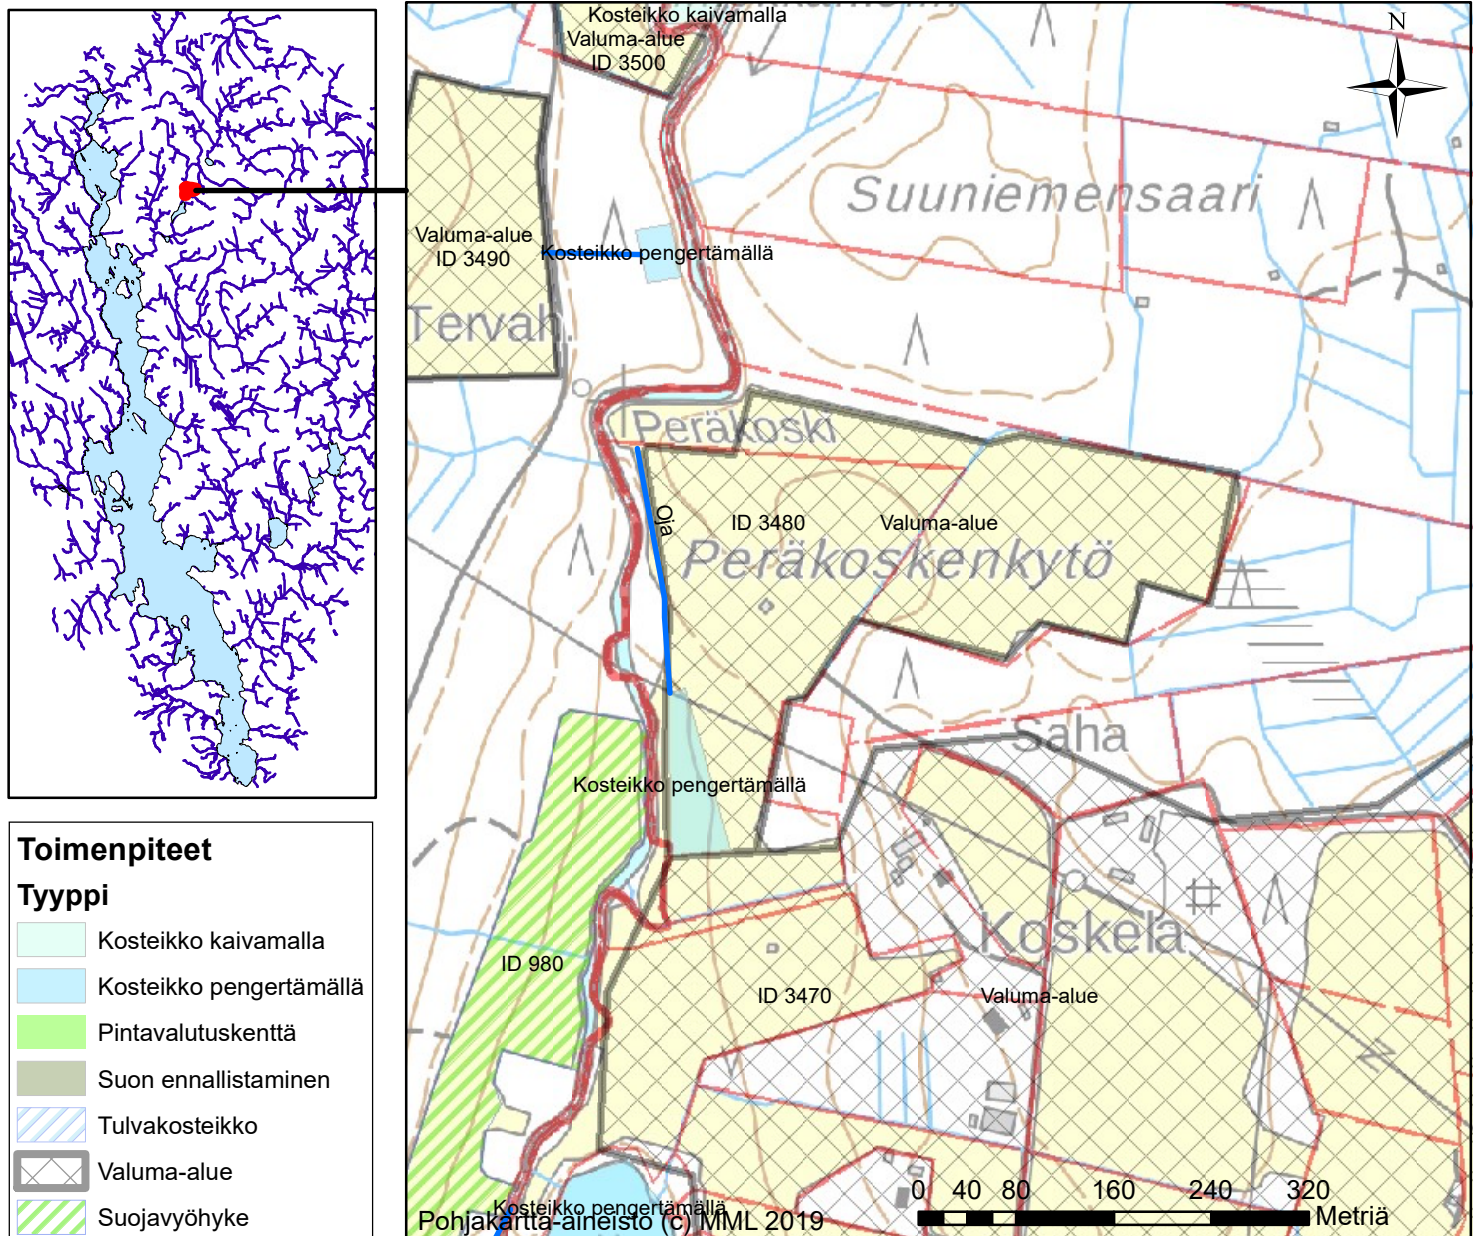 Kosteikko kaivamalla
Valuma-alue
ID 3500
N
Suuniemensaari
Valuma-alue
ID 3490
Kosteikko pengertämällä
Tervah.
Peräkoski
Oja
ID 3480
Valuma-alue
Peräkoskenkytö
Saha
Kosteikko pengertämällä
Koskela
ID 980
ID 3470
Valuma-alue
Kosteikko pengertämällä
Pohjakartta-aineisto (c) MML 2019
0 40 80 160 240 320
Metriä
Toimenpiteet
Tyyppi
Kosteikko kaivamalla
Kosteikko pengertämällä
Pintavalutuskenttä
Suon ennallistaminen
Tulvakosteikko
Valuma-alue
Suojavyöhyke